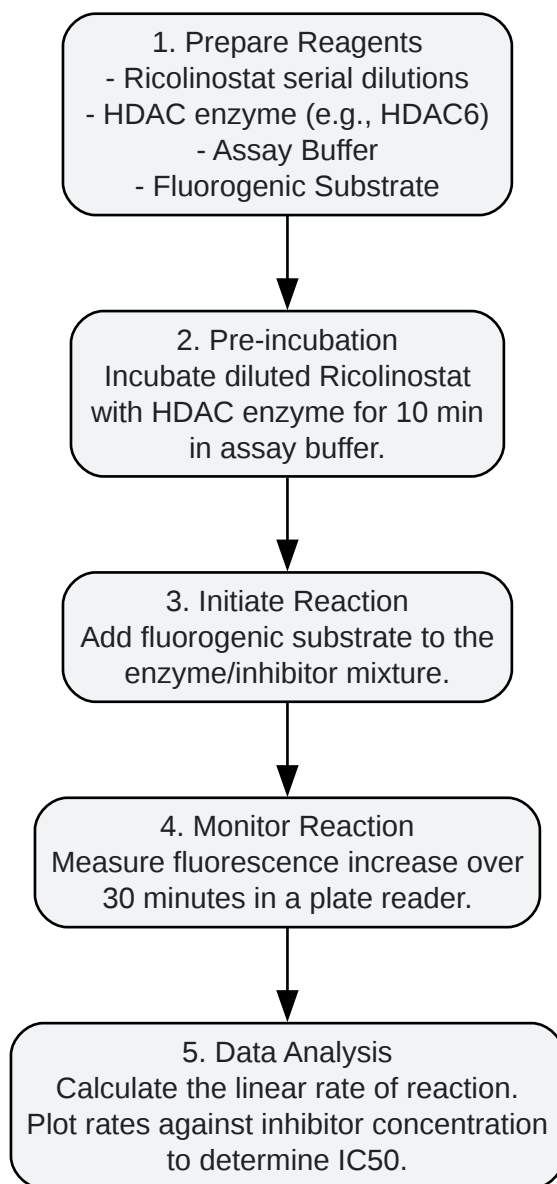 1. Prepare Reagents
- Ricolinostat serial dilutions
- HDAC enzyme (e.g., HDAC6)
- Assay Buffer
- Fluorogenic Substrate
2. Pre-incubation
Incubate diluted Ricolinostat
with HDAC enzyme for 10 min
in assay buffer.
3. Initiate Reaction
Add fluorogenic substrate to the
enzyme/inhibitor mixture.
4. Monitor Reaction
Measure fluorescence increase over
30 minutes in a plate reader.
5. Data Analysis
Calculate the linear rate of reaction.
Plot rates against inhibitor concentration
to determine IC50.